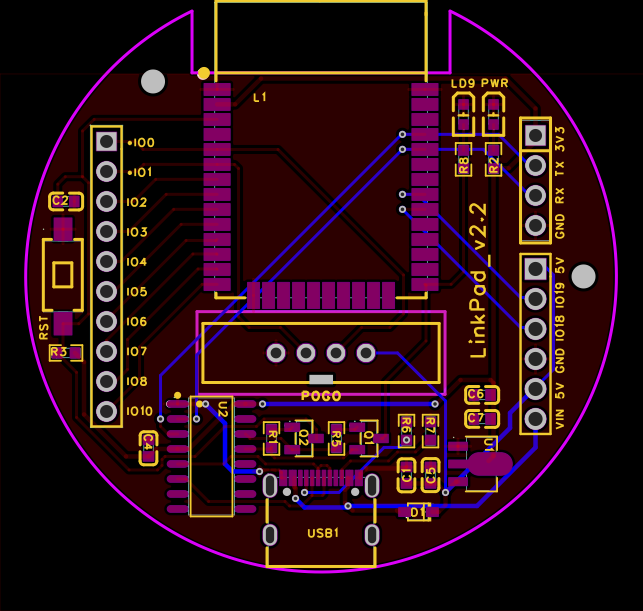 LD9 PWR
L1
3V3
TX
RX
GND
R8
R2
IO0
IO1
IO2
IO3
IO4
IO5
IO6
IO7
IO8
IO10
C2
RST
R3
LinkPad_v2.2
5V
IO19
IO18
GND
5V
VIN
POGO
U2
C4
R1
Q2
R5
Q1
R6
R7
C6
C7
U1
C5
D1
USB1